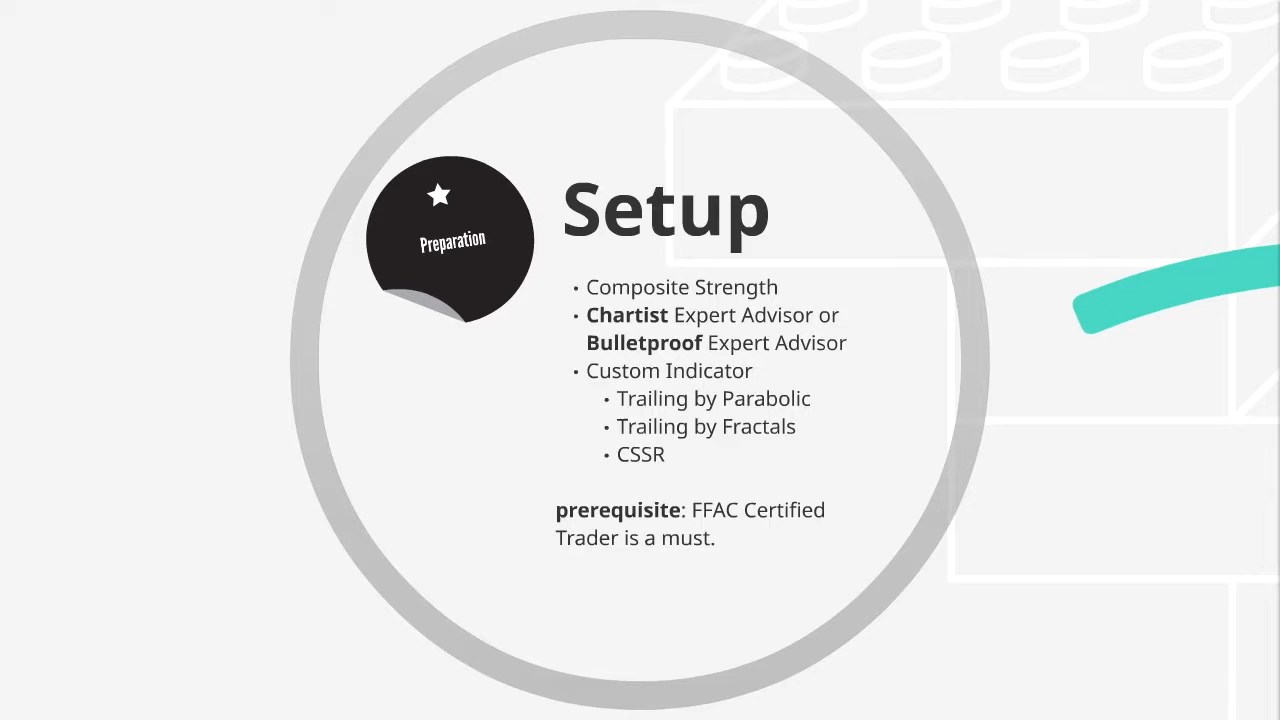 Preparation
Setup
• Composite Strength
• Chartist Expert Advisor or
Bulletproof Expert Advisor
• Custom Indicator
• Trailing by Parabolic
• Trailing by Fractals
• CSSR
prerequisite: FFAC Certified
Trader is a must.